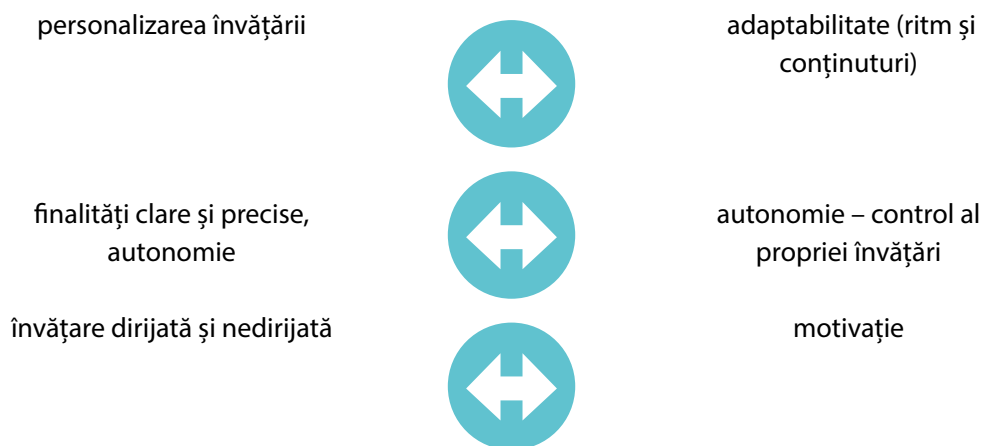 personalizarea învățării
adaptabilitate (ritm și
conținuturi)
finalități clare și precise,
autonomie
autonomie – control al
propriei învățări
învățare dirijată și nedirijată
motivație